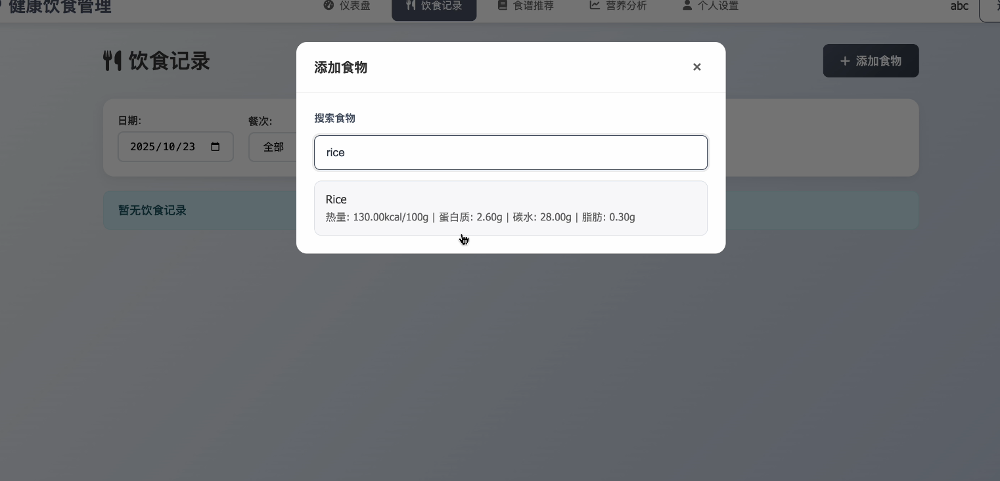 健康饮食管理
仪表盘
饮食记录
食谱推荐
营养分析
个人设置
abc
饮食记录
+ 添加食物
日期:
2025/10/23
餐次:
全部
暂无饮食记录
添加食物
×
搜索食物
rice
Rice
热量: 130.00kcal/100g | 蛋白质: 2.60g | 碳水: 28.00g | 脂肪: 0.30g